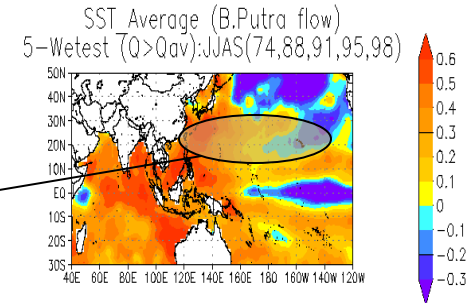 SST Average (B.Putra flow)
5-Wetest (Q>Qav):JJAS(74,88,91,95,98)
50N
40N
30N
20N
10N
EQ
10S
20S
30S
40E 60E 80E 100E 120E 140E 160E 180 160W 140W 120W
0.6
0.5
0.4
0.3
0.2
0.1
0
-0.1
-0.2
-0.3